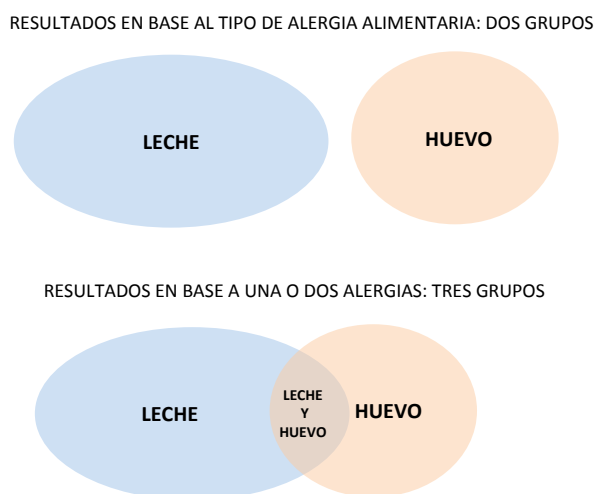 RESULTADOS EN BASE AL TIPO DE ALERGIA ALIMENTARIA: DOS GRUPOS
LECHE
HUEVO
RESULTADOS EN BASE A UNA O DOS ALERGIAS: TRES GRUPOS
LECHE
LECHE
Y
HUEVO
HUEVO